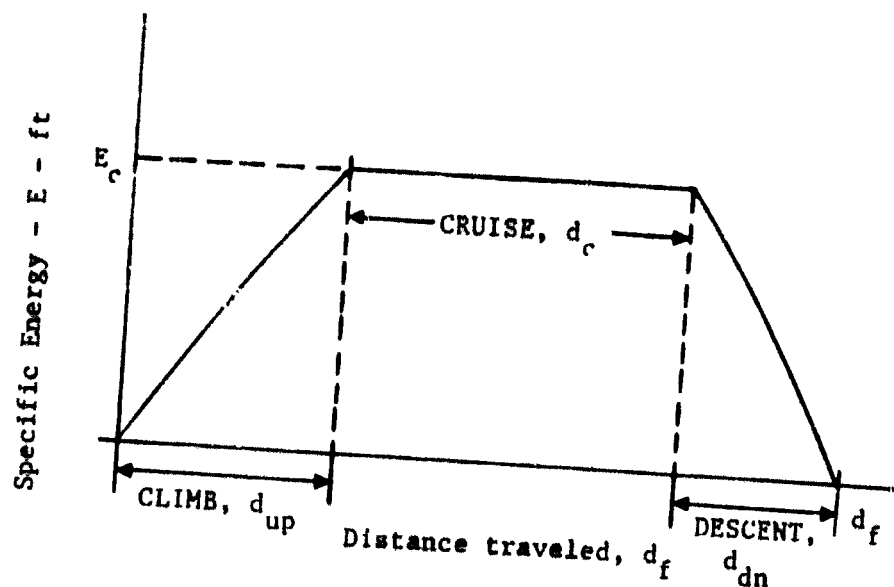 Specific Energy - E - ft
E_c
CRUISE, d_c
CLIMB, d_up
DESCENT, d_dn
d_f
Distance traveled, d_f